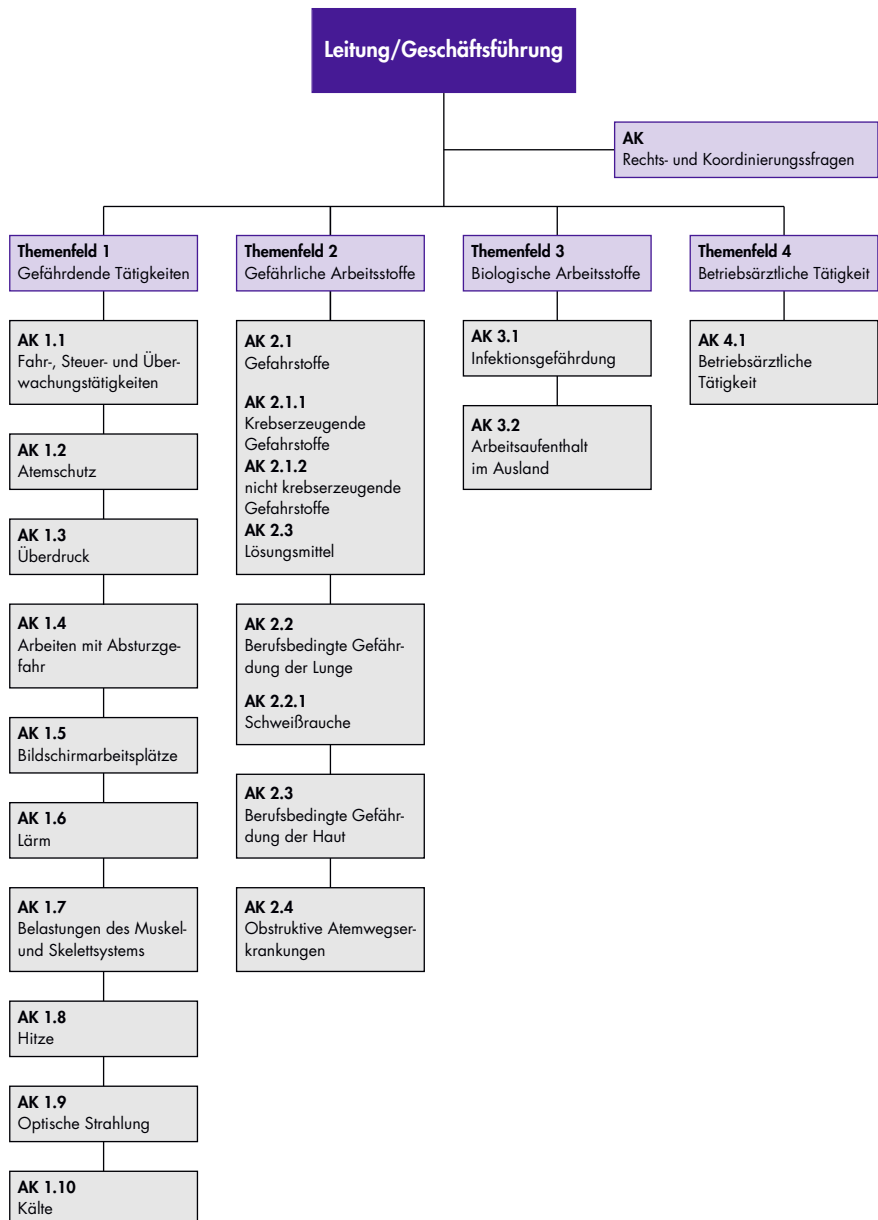 Leitung/Geschäftsführung
AK
Rechts- und Koordinierungssfragen
Themenfeld 1
Gefährdende Tätigkeiten
AK 1.1
Fahr-, Steuer- und Über-
wachungstätigkeiten
AK 1.2
Atemschutz
AK 1.3
Überdruck
AK 1.4
Arbeiten mit Absturzge-
fahr
AK 1.5
Bildschirmarbeitsplätze
AK 1.6
Lärm
AK 1.7
Belastungen des Muskel-
und Skelettsystems
AK 1.8
Hitze
AK 1.9
Optische Strahlung
AK 1.10
Kälte
Themenfeld 2
Gefährliche Arbeitsstoffe
AK 2.1
Gefahrstoffe
AK 2.1.1
Krebserzeugende
Gefahrstoffe
AK 2.1.2
nicht krebserzeugende
Gefahrstoffe
AK 2.3
Lösungsmittel
AK 2.2
Berufsbedingte Gefähr-
dung der Lunge
AK 2.2.1
Schweißrauche
AK 2.3
Berufsbedingte Gefähr-
dung der Haut
AK 2.4
Obstruktive Atemwegser-
krankungen
Themenfeld 3
Biologische Arbeitsstoffe
AK 3.1
Infektionsgefährdung
AK 3.2
Arbeitsaufenthalt
im Ausland
Themenfeld 4
Betriebsärztliche Tätigkeit
AK 4.1
Betriebsärztliche
Tätigkeit